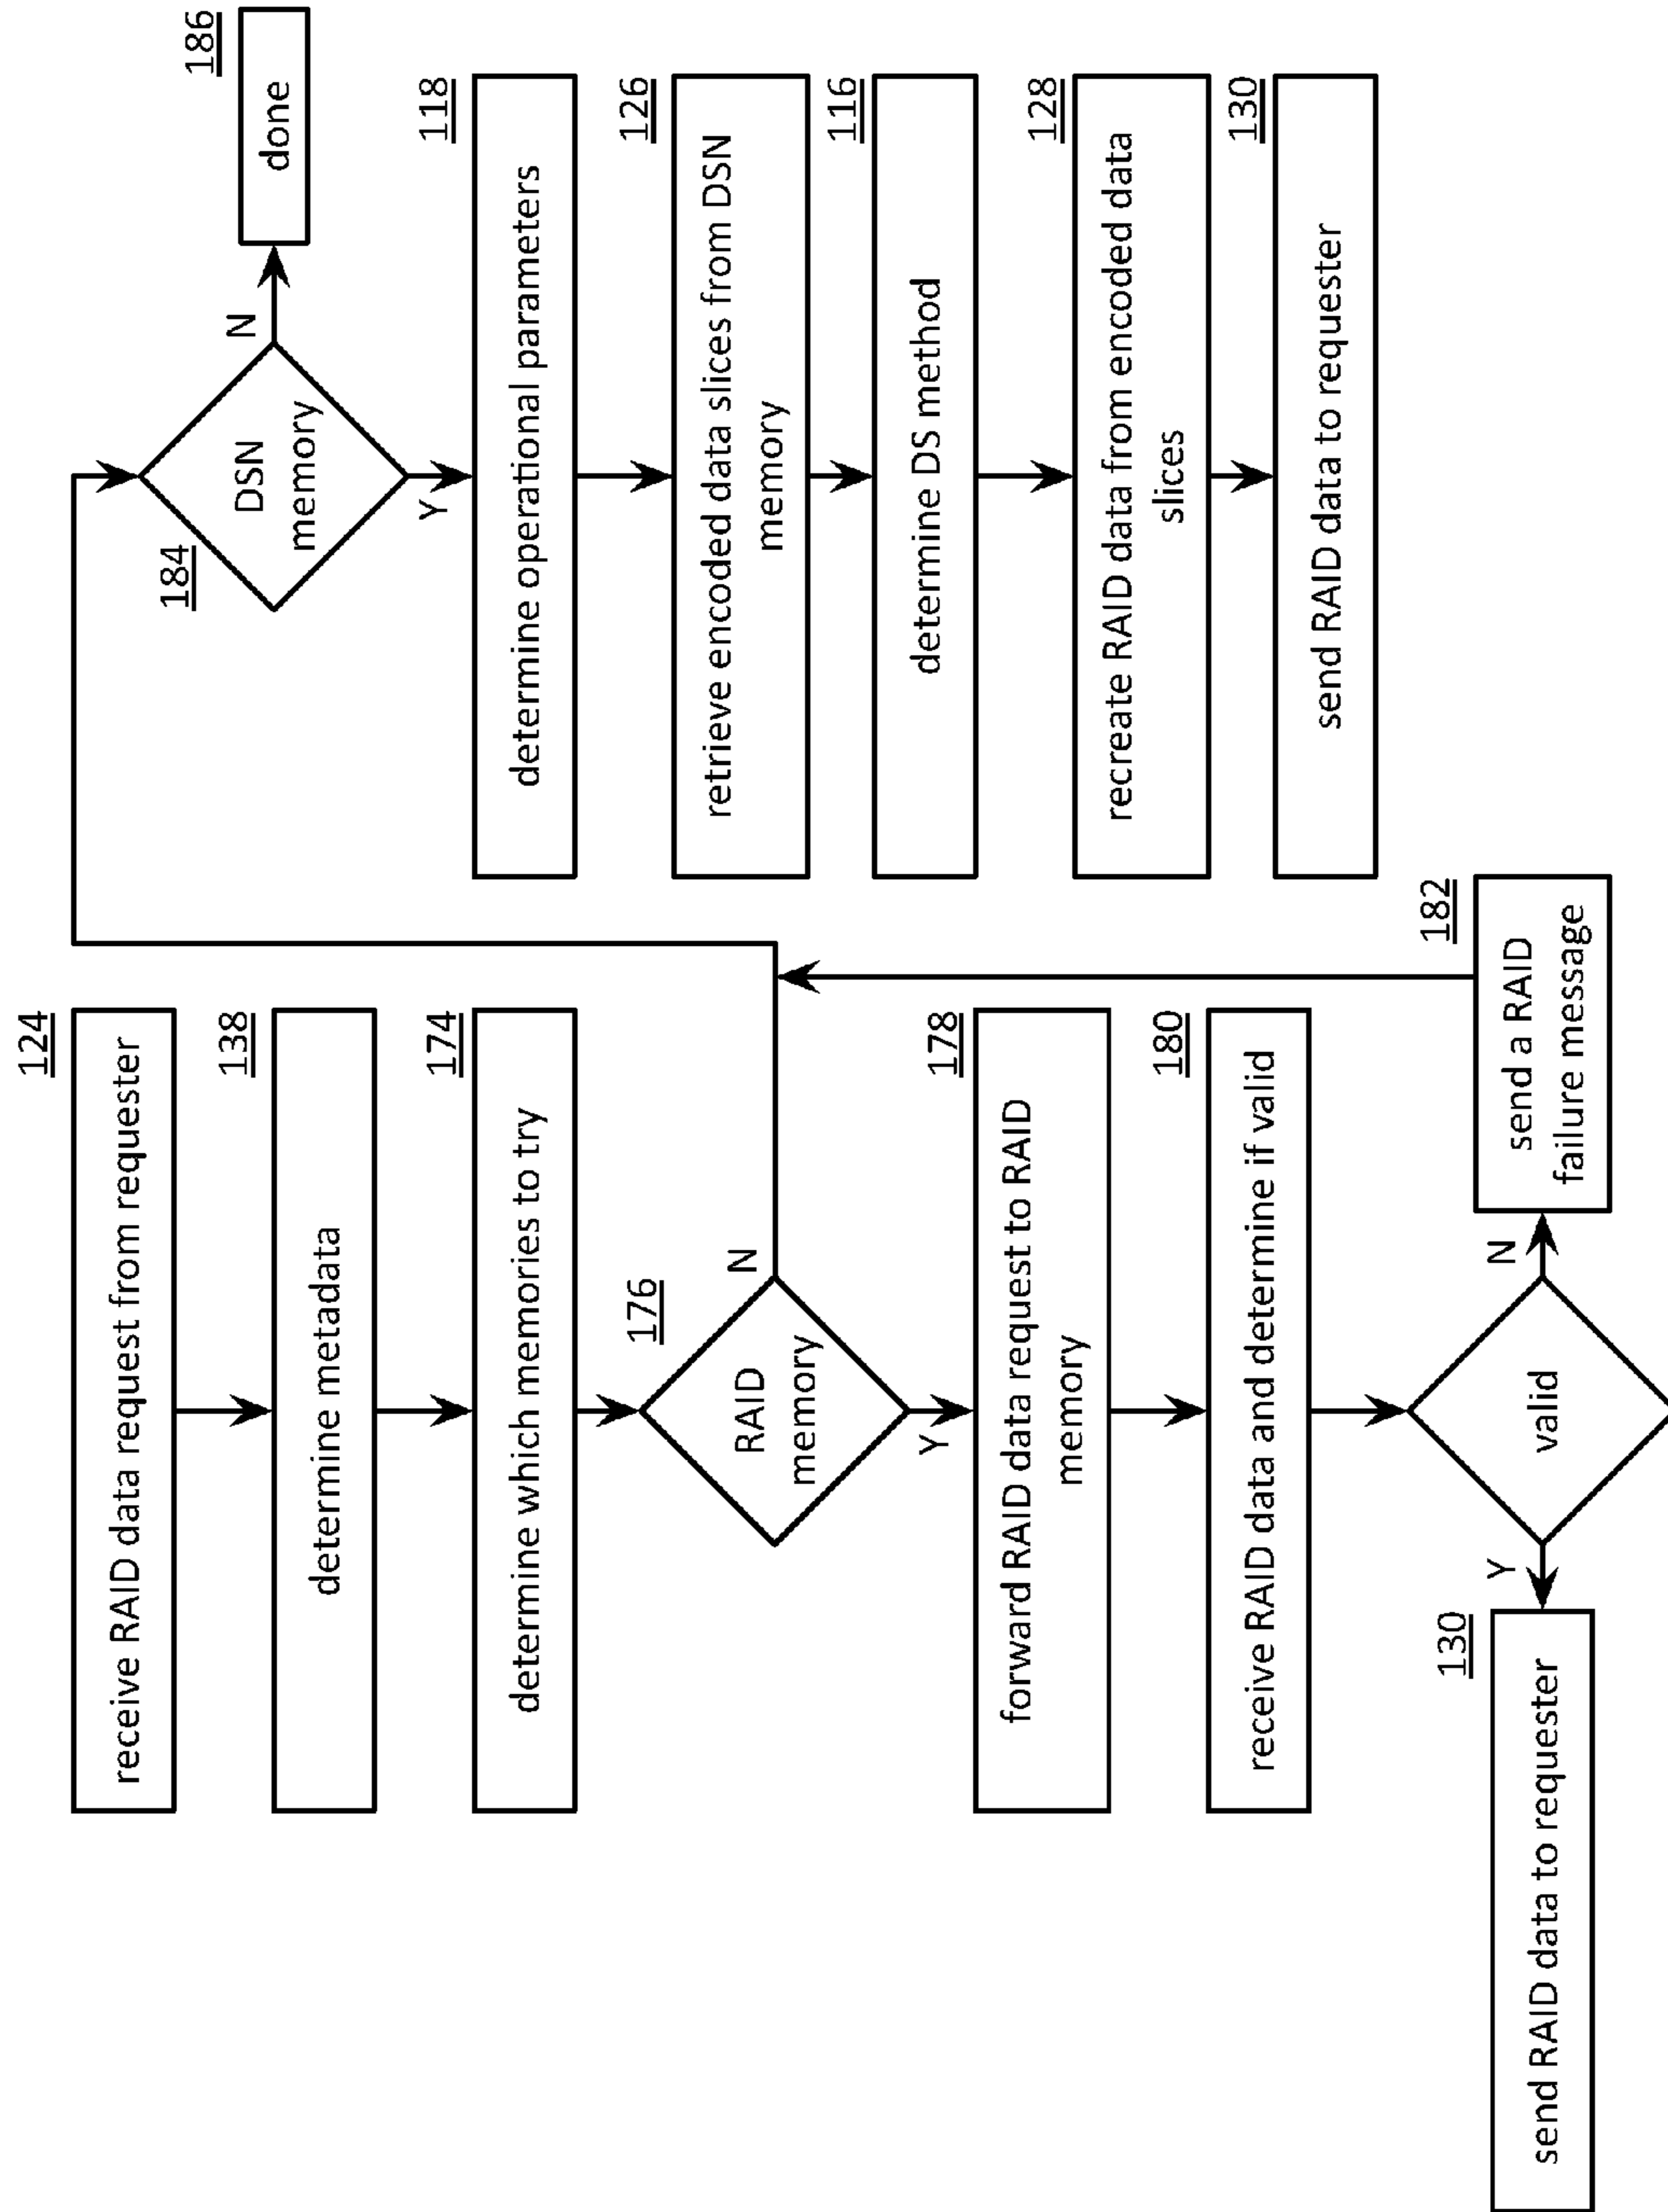 124
receive RAID data request from requester
138
determine metadata
174
determine which memories to try
176
RAID
memory
N
Y
178
forward RAID data request to RAID
memory
180
receive RAID data and determine if valid
valid
Y
N
130
send RAID data to requester
182
send a RAID
failure message
184
DSN
memory
N
186
done
Y
118
determine operational parameters
126
retrieve encoded data slices from DSN
memory
116
determine DS method
128
recreate RAID data from encoded data
slices
130
send RAID data to requester